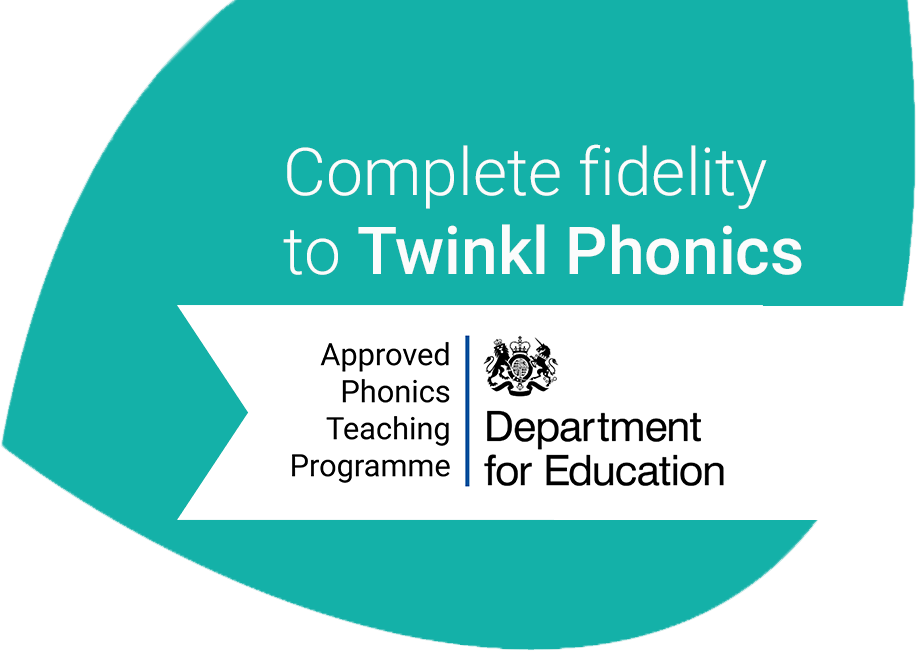 Complete fidelity
to Twinkl Phonics
Approved
Phonics
Teaching
Programme
Department
for Education